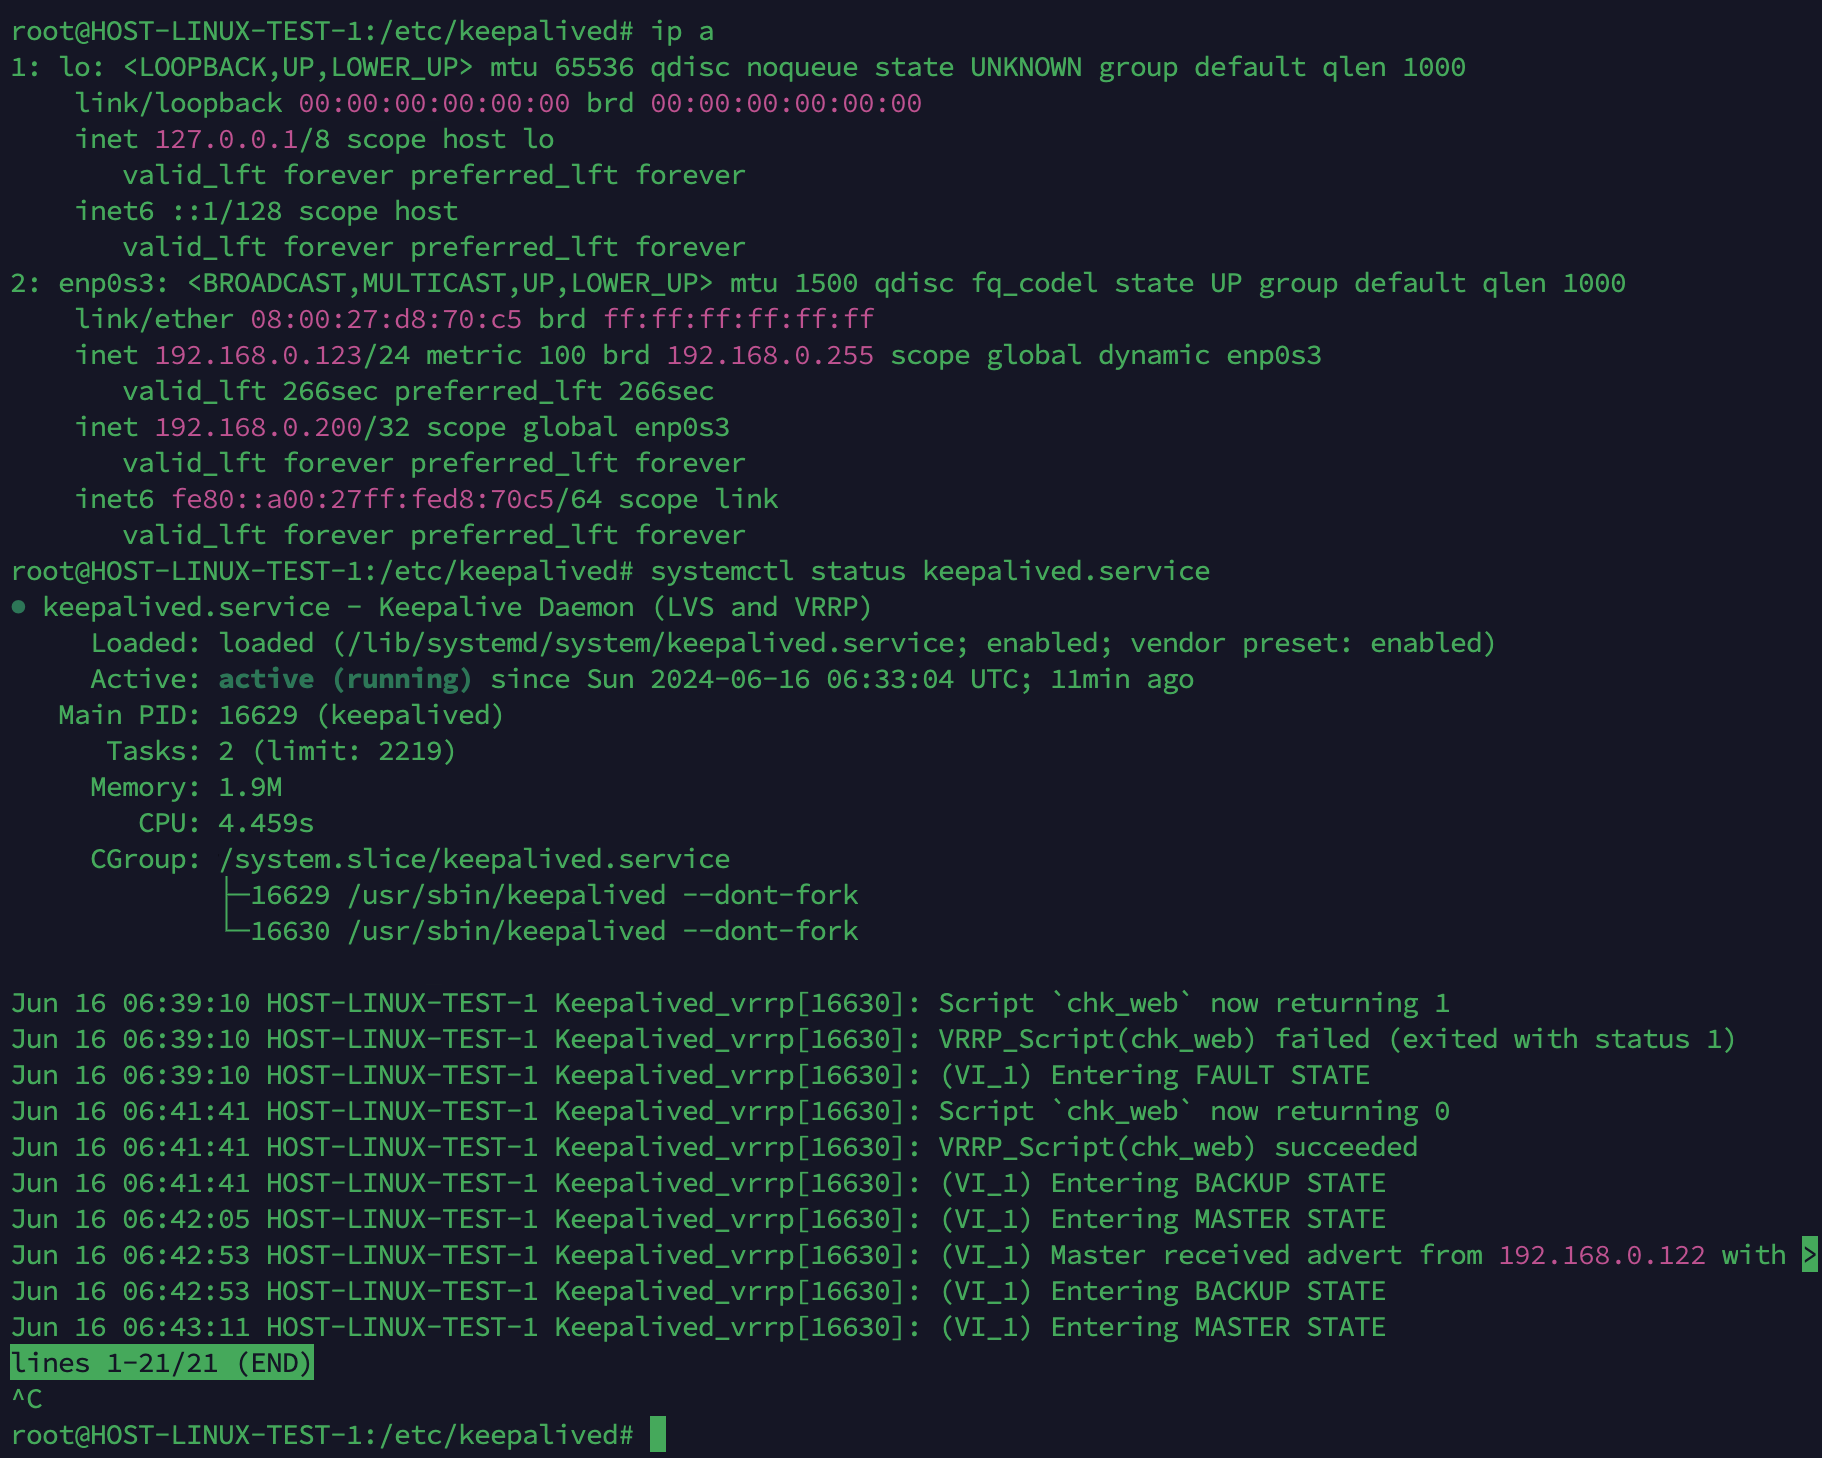 root@HOST-LINUX-TEST-1:/etc/keepalived# ip a
1: lo: <LOOPBACK,UP,LOWER_UP> mtu 65536 qdisc noqueue state UNKNOWN group default qlen 1000
    link/loopback 00:00:00:00:00:00 brd 00:00:00:00:00:00
    inet 127.0.0.1/8 scope host lo
       valid_lft forever preferred_lft forever
    inet6 ::1/128 scope host
       valid_lft forever preferred_lft forever
2: enp0s3: <BROADCAST,MULTICAST,UP,LOWER_UP> mtu 1500 qdisc fq_codel state UP group default qlen 1000
    link/ether 08:00:27:d8:70:c5 brd ff:ff:ff:ff:ff:ff
    inet 192.168.0.123/24 metric 100 brd 192.168.0.255 scope global dynamic enp0s3
       valid_lft 266sec preferred_lft 266sec
    inet 192.168.0.200/32 scope global enp0s3
       valid_lft forever preferred_lft forever
    inet6 fe80::a00:27ff:fed8:70c5/64 scope link
       valid_lft forever preferred_lft forever
root@HOST-LINUX-TEST-1:/etc/keepalived# systemctl status keepalived.service
● keepalived.service - Keepalive Daemon (LVS and VRRP)
     Loaded: loaded (/lib/systemd/system/keepalived.service; enabled; vendor preset: enabled)
     Active: active (running) since Sun 2024-06-16 06:33:04 UTC; 11min ago
   Main PID: 16629 (keepalived)
      Tasks: 2 (limit: 2219)
     Memory: 1.9M
        CPU: 4.459s
     CGroup: /system.slice/keepalived.service
             ├─16629 /usr/sbin/keepalived --dont-fork
             └─16630 /usr/sbin/keepalived --dont-fork

Jun 16 06:39:10 HOST-LINUX-TEST-1 Keepalived_vrrp[16630]: Script `chk_web` now returning 1
Jun 16 06:39:10 HOST-LINUX-TEST-1 Keepalived_vrrp[16630]: VRRP_Script(chk_web) failed (exited with status 1)
Jun 16 06:39:10 HOST-LINUX-TEST-1 Keepalived_vrrp[16630]: (VI_1) Entering FAULT STATE
Jun 16 06:41:41 HOST-LINUX-TEST-1 Keepalived_vrrp[16630]: Script `chk_web` now returning 0
Jun 16 06:41:41 HOST-LINUX-TEST-1 Keepalived_vrrp[16630]: VRRP_Script(chk_web) succeeded
Jun 16 06:41:41 HOST-LINUX-TEST-1 Keepalived_vrrp[16630]: (VI_1) Entering BACKUP STATE
Jun 16 06:42:05 HOST-LINUX-TEST-1 Keepalived_vrrp[16630]: (VI_1) Entering MASTER STATE
Jun 16 06:42:53 HOST-LINUX-TEST-1 Keepalived_vrrp[16630]: (VI_1) Master received advert from 192.168.0.122 with >
Jun 16 06:42:53 HOST-LINUX-TEST-1 Keepalived_vrrp[16630]: (VI_1) Entering BACKUP STATE
Jun 16 06:43:11 HOST-LINUX-TEST-1 Keepalived_vrrp[16630]: (VI_1) Entering MASTER STATE
lines 1-21/21 (END)
^C
root@HOST-LINUX-TEST-1:/etc/keepalived#